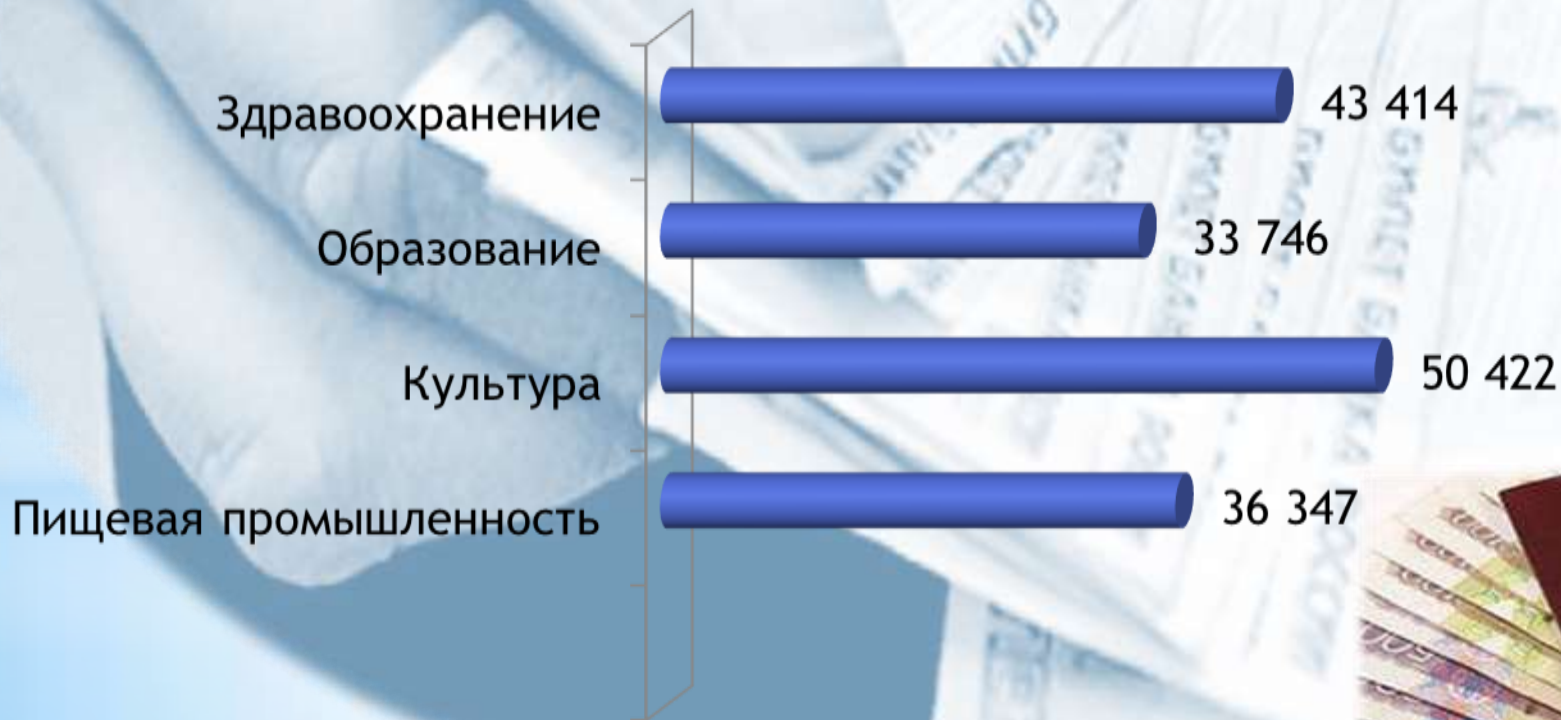 Здравоохранение
43 414
Образование
33 746
Культура
50 422
Пищевая промышленность
36 347